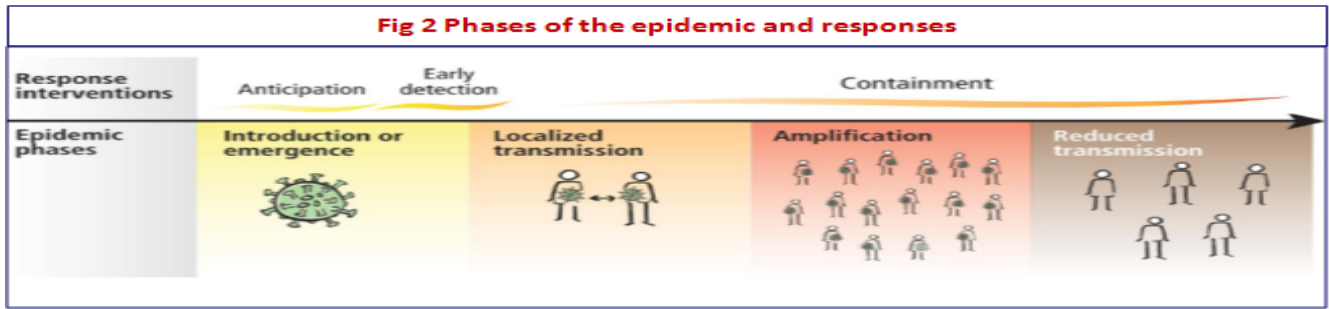 Fig 2 Phases of the epidemic and responses
Response
interventions
Anticipation
Early
detection
Containment
Epidemic
phases
Introduction or
emergence
Localized
transmission
Amplification
Reduced
transmission